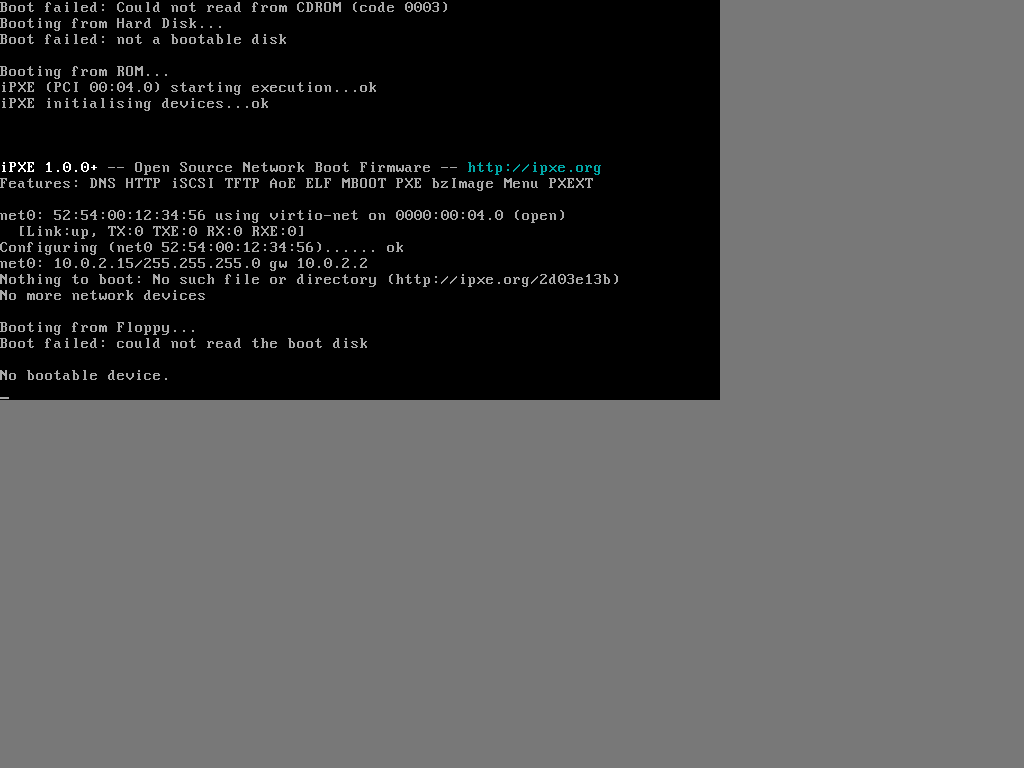 Boot failed: Could not read from CDROM (code 0003)
Booting from Hard Disk...
Boot failed: not a bootable disk
Booting from ROM...
iPXE (PCI 00:04.0) starting execution...ok
iPXE initialising devices...ok
iPXE 1.0.0+ -- Open Source Network Boot Firmware -- http://ipxe.org
Features: DNS HTTP iSCSI TFTP AoE ELF MBOOT PXE bzImage Menu PXEXT
net0: 52:54:00:12:34:56 using virtio-net on 0000:00:04.0 (open)
[Link:up, TX:0 TXE:0 RX:0 RXE:0]
Configuring (net0 52:54:00:12:34:56)...... ok
net0: 10.0.2.15/255.255.255.0 gw 10.0.2.2
Nothing to boot: No such file or directory (http://ipxe.org/2d03e13b)
No more network devices
Booting from Floppy...
Boot failed: could not read the boot disk
No bootable device.